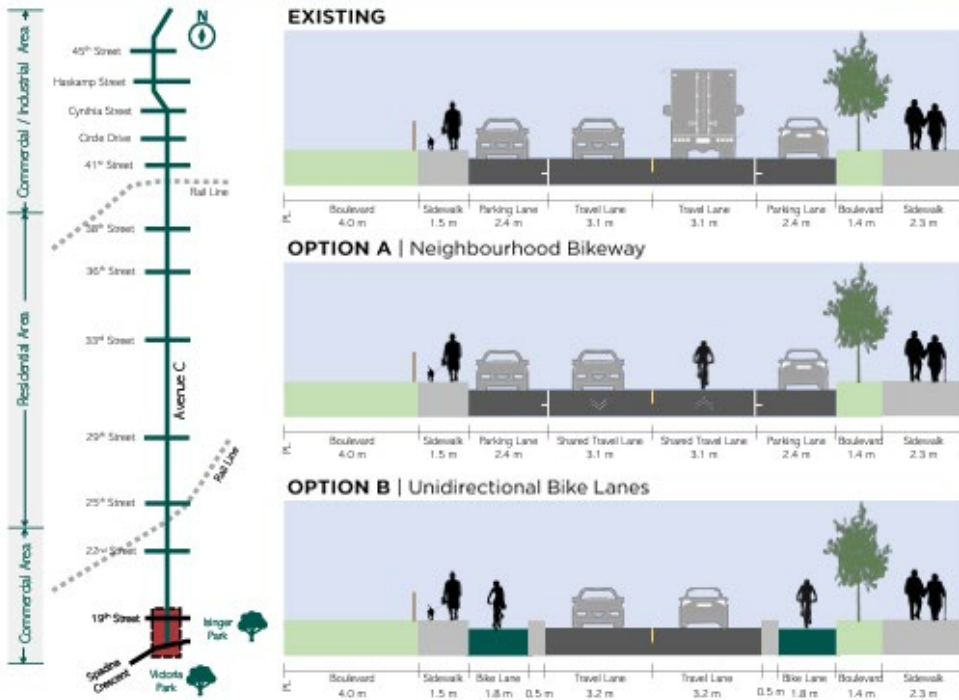 N
45th Street
Haskamp Street
Cynthia Street
Circle Drive
41st Street
Rail Line
38th Street
36th Street
33rd Street
Avenue C
29th Street
Rail Line
25th Street
22nd Street
19th Street
Isinger
Park
Spadina
Crescent
Victoria
Park
Commercial / Industrial Area
Residential Area
Commercial Area
EXISTING
PL Boulevard Sidewalk Parking Lane Travel Lane Travel Lane Parking Lane Boulevard Sidewalk
4.0 m 1.5 m 2.4 m 3.1 m 3.1 m 2.4 m 1.4 m 2.3 m
OPTION A | Neighbourhood Bikeway
PL Boulevard Sidewalk Parking Lane Shared Travel Lane Shared Travel Lane Parking Lane Boulevard Sidewalk
4.0 m 1.5 m 2.4 m 3.1 m 3.1 m 2.4 m 1.4 m 2.3 m
OPTION B | Unidirectional Bike Lanes
PL Boulevard Sidewalk Bike Lane Travel Lane Travel Lane Bike Lane Boulevard Sidewalk
4.0 m 1.5 m 1.8 m 0.5 m 3.2 m 3.2 m 0.5 m 1.8 m 1.4 m 2.3 m